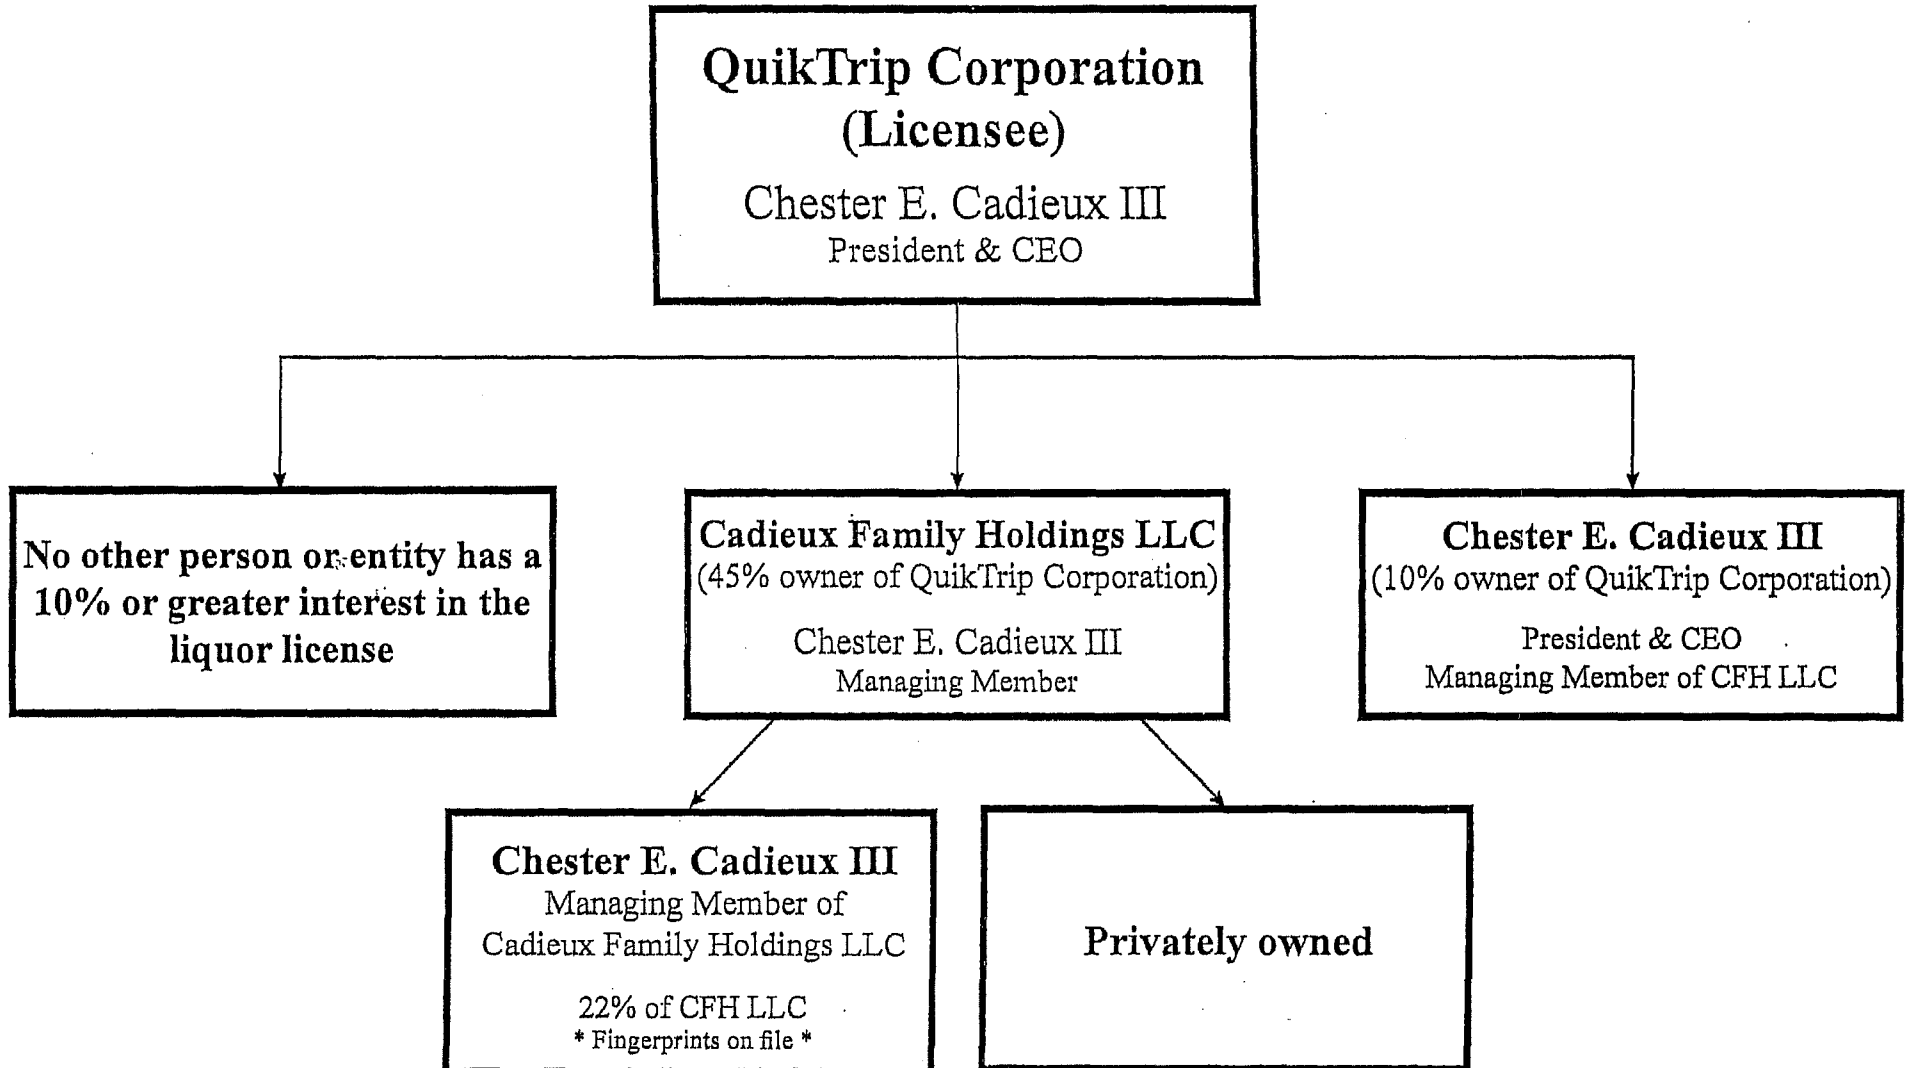 QuikTrip Corporation
(Licensee)
Chester E. Cadieux III
President & CEO
No other person or entity has a
10% or greater interest in the
liquor license
Cadieux Family Holdings LLC
(45% owner of QuikTrip Corporation)
Chester E. Cadieux III
Managing Member
Chester E. Cadieux III
(10% owner of QuikTrip Corporation)
President & CEO
Managing Member of CFH LLC
Chester E. Cadieux III
Managing Member of
Cadieux Family Holdings LLC
22% of CFH LLC
* Fingerprints on file *
Privately owned